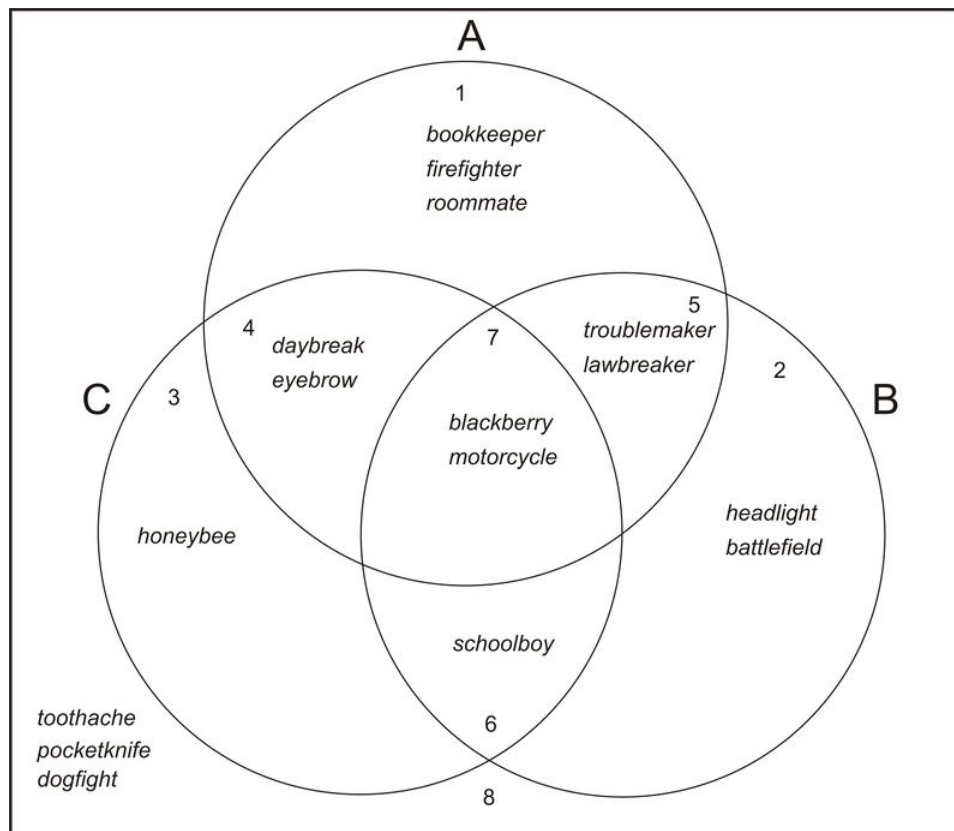 A
1
bookkeeper
firefighter
roommate
5
4
7
troublemaker
daybreak
lawbreaker
2
eyebrow
3
C
B
blackberry
motorcycle
headlight
honeybee
battlefield
schoolboy
toothache
6
pocketknife
dogfight
8